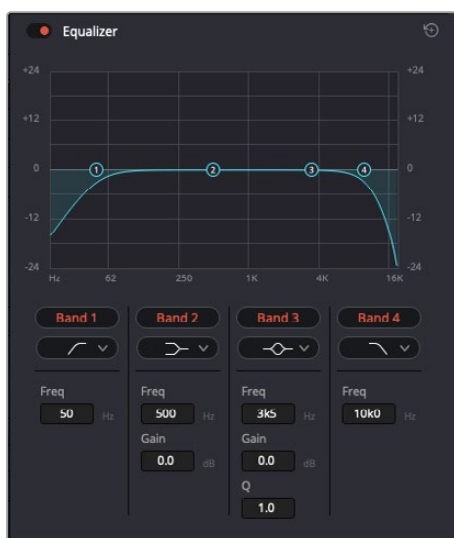 Equalizer
+24 +24
+12 +12
0 1 2 3 4 0
-12 -12
-24 -24
Hz 62 250 1K 4K 16K
Band 1 Band 2 Band 3 Band 4
Freq Freq Freq Freq
50 Hz 500 Hz 3k5 Hz 10k0 Hz
Gain Gain
0.0 dB 0.0 dB
Q
1.0